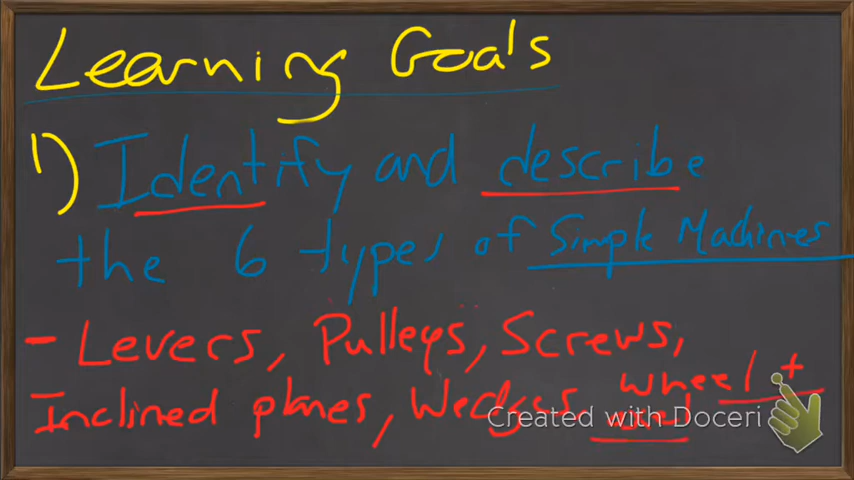 Learning Goals
1) Identify and describe
the 6 types of Simple Machines
- Levers, Pulleys, Screws,
Inclined planes, Wedges, wheel +
Created with Doceri